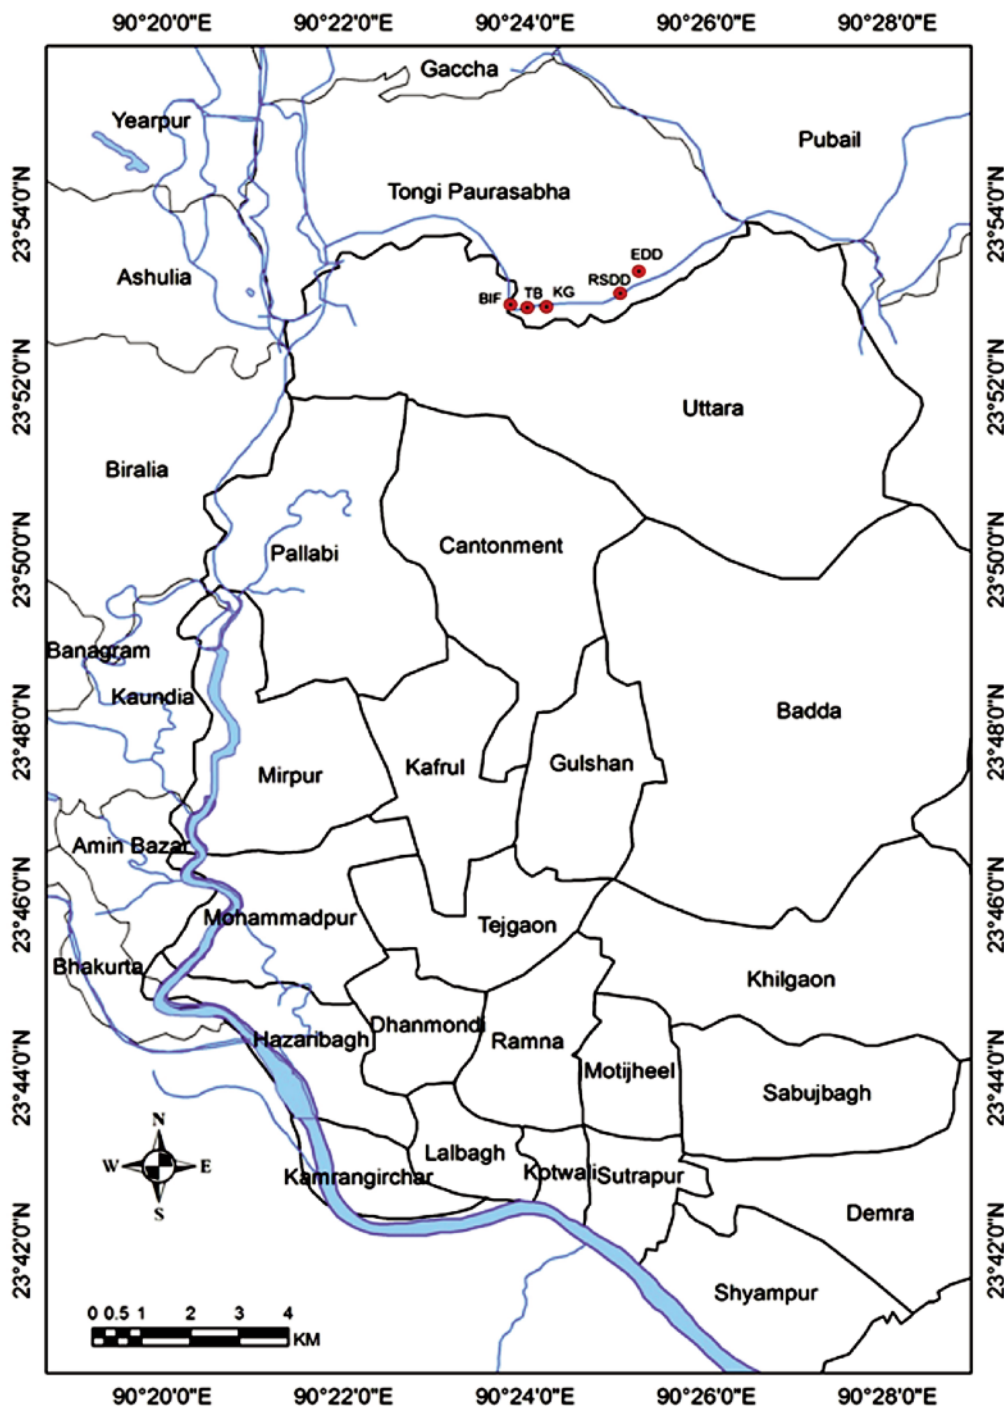 90°20'0"E 90°22'0"E 90°24'0"E 90°26'0"E 90°28'0"E
Gaccha
Yearpur
Pubail
Tongi Paurasabha
23°54'0"N 23°54'0"N
EDD
Ashulia
RSDD
BIF TB KG
23°52'0"N 23°52'0"N
Uttara
Biralia
Pallabi
Cantonment
23°50'0"N 23°50'0"N
Banagram
Kaundia
Badda
23°48'0"N 23°48'0"N
Mirpur
Kafrul
Gulshan
Amin Bazar
23°46'0"N 23°46'0"N
Mohammadpur
Tejgaon
Bhakurta
Khilgaon
Dhanmondi
Hazaribagh
Ramna
Motijheel
23°44'0"N 23°44'0"N
Sabujbagh
N
W E
S
Lalbagh
Kamrangirchar
Kotwali
Sutrapur
Demra
23°42'0"N 23°42'0"N
Shyampur
0 0.5 1 2 3 4
KM
90°20'0"E 90°22'0"E 90°24'0"E 90°26'0"E 90°28'0"E